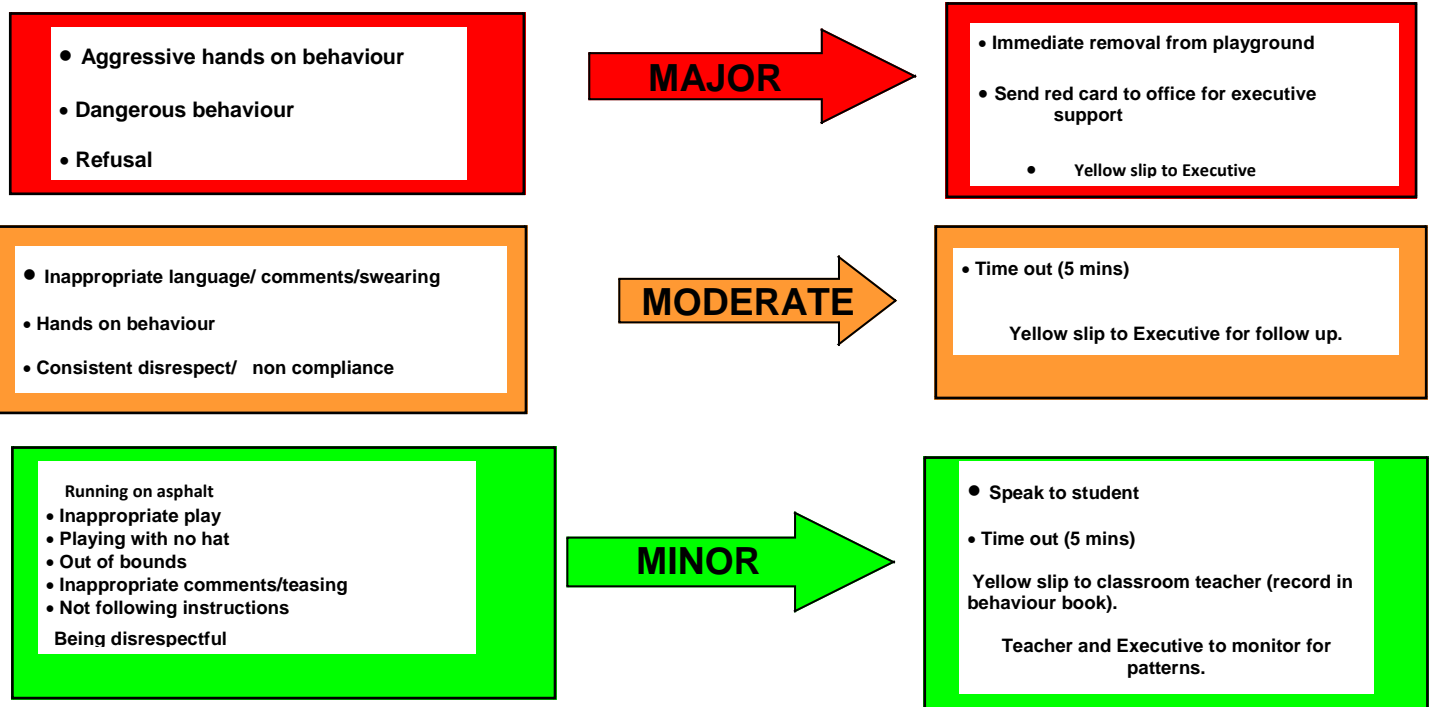 • Aggressive hands on behaviour
• Dangerous behaviour
• Refusal
MAJOR
• Immediate removal from playground
• Send red card to office for executive
support
• Yellow slip to Executive
• Inappropriate language/ comments/swearing
• Hands on behaviour
• Consistent disrespect/ non compliance
MODERATE
• Time out (5 mins)
Yellow slip to Executive for follow up.
Running on asphalt
• Inappropriate play
• Playing with no hat
• Out of bounds
• Inappropriate comments/teasing
• Not following instructions
Being disrespectful
MINOR
• Speak to student
• Time out (5 mins)
Yellow slip to classroom teacher (record in
behaviour book).
Teacher and Executive to monitor for
patterns.